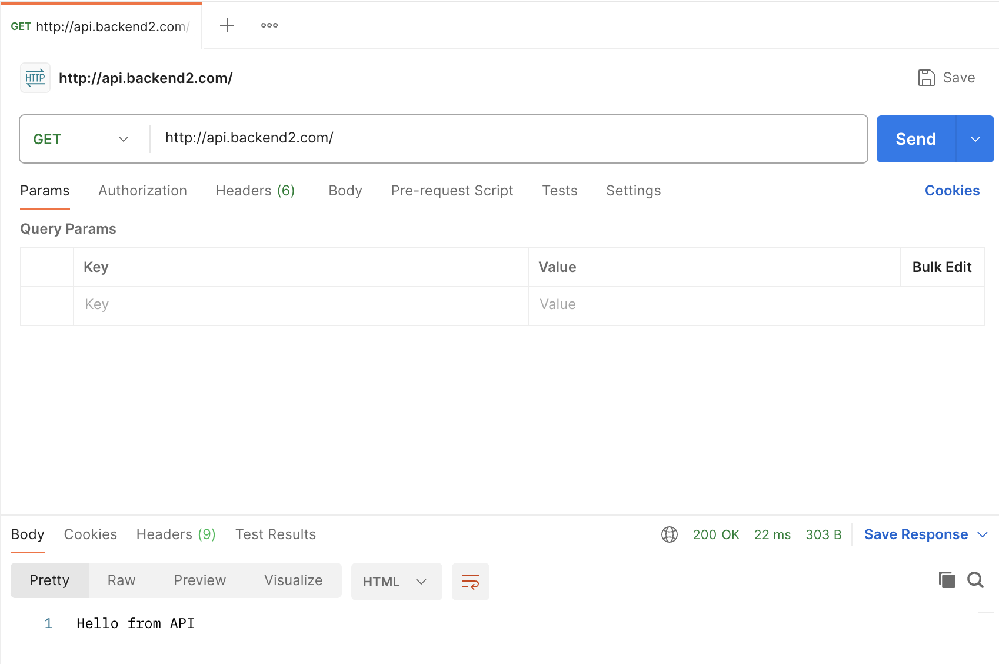 GET http://api.backend2.com/
HTTP http://api.backend2.com/ Save
GET http://api.backend2.com/ Send
Params Authorization Headers (6) Body Pre-request Script Tests Settings Cookies
Query Params
Key Value Bulk Edit
Key Value
Body Cookies Headers (9) Test Results 200 OK 22 ms 303 B Save Response
Pretty Raw Preview Visualize HTML
1 Hello from API